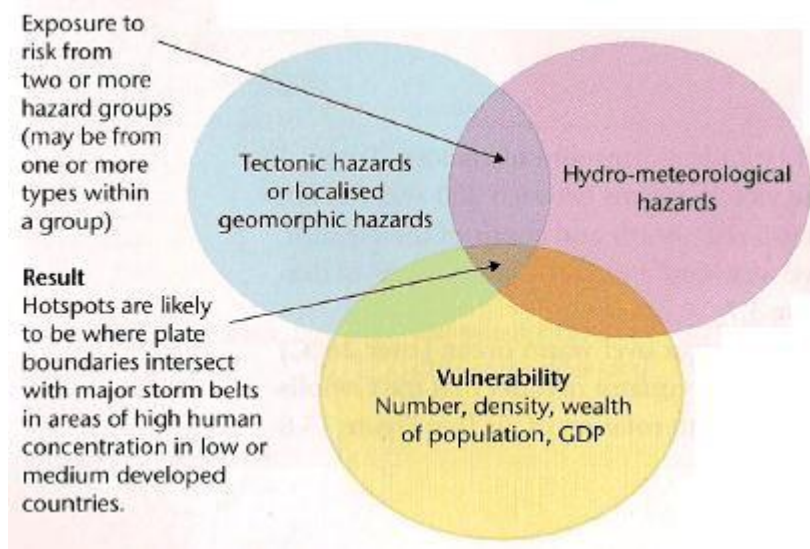 Exposure to
risk from
two or more
hazard groups
(may be from
one or more
types within
a group)
Tectonic hazards
or localised
geomorphic hazards
Hydro-meteorological
hazards
Result
Hotspots are likely
to be where plate
boundaries intersect
with major storm belts
in areas of high human
concentration in low or
medium developed
countries.
Vulnerability
Number, density, wealth
of population, GDP